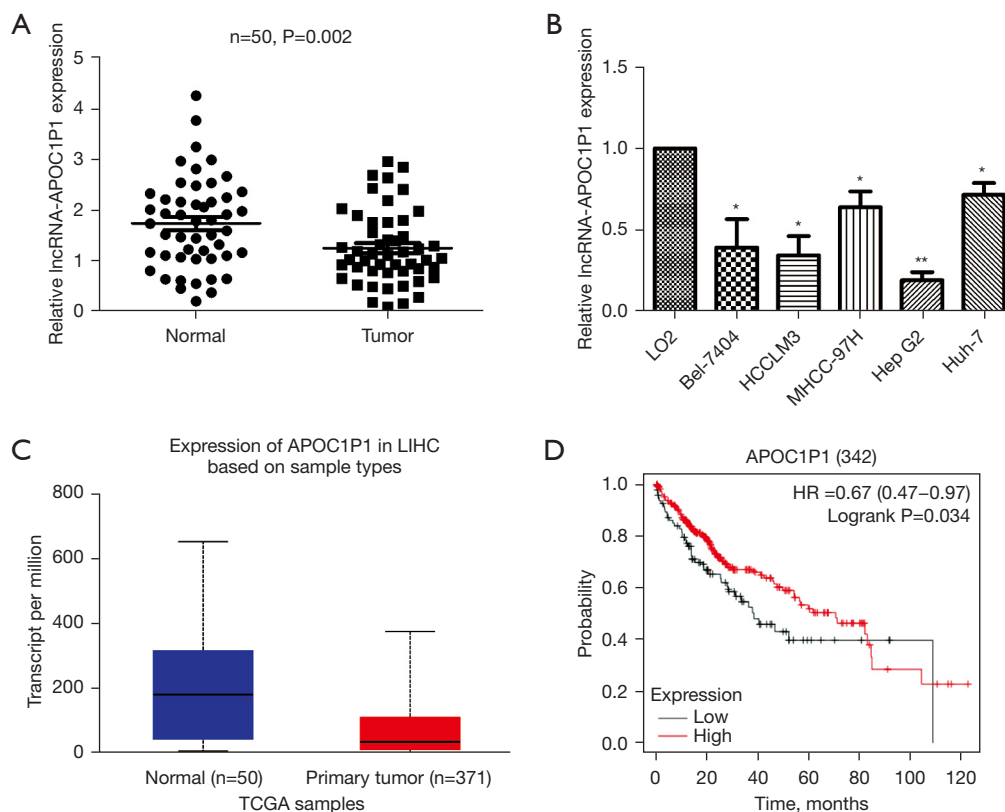 A
n=50, P=0.002
Relative lncRNA-APOC1P1 expression
5
4
3
2
1
0
Normal
Tumor
B
Relative lncRNA-APOC1P1 expression
1.5
1.0
0.5
0.0
*
*
*
**
*
LO2
Bel-7404
HCCLM3
MHCC-97H
Hep G2
Huh-7
C
Expression of APOC1P1 in LIHC
based on sample types
Transcript per million
800
600
400
200
0
Normal (n=50)
Primary tumor (n=371)
TCGA samples
D
APOC1P1 (342)
HR =0.67 (0.47–0.97)
Logrank P=0.034
Probability
1.0
0.8
0.6
0.4
0.2
0.0
Expression
Low
High
0 20 40 60 80 100 120
Time, months